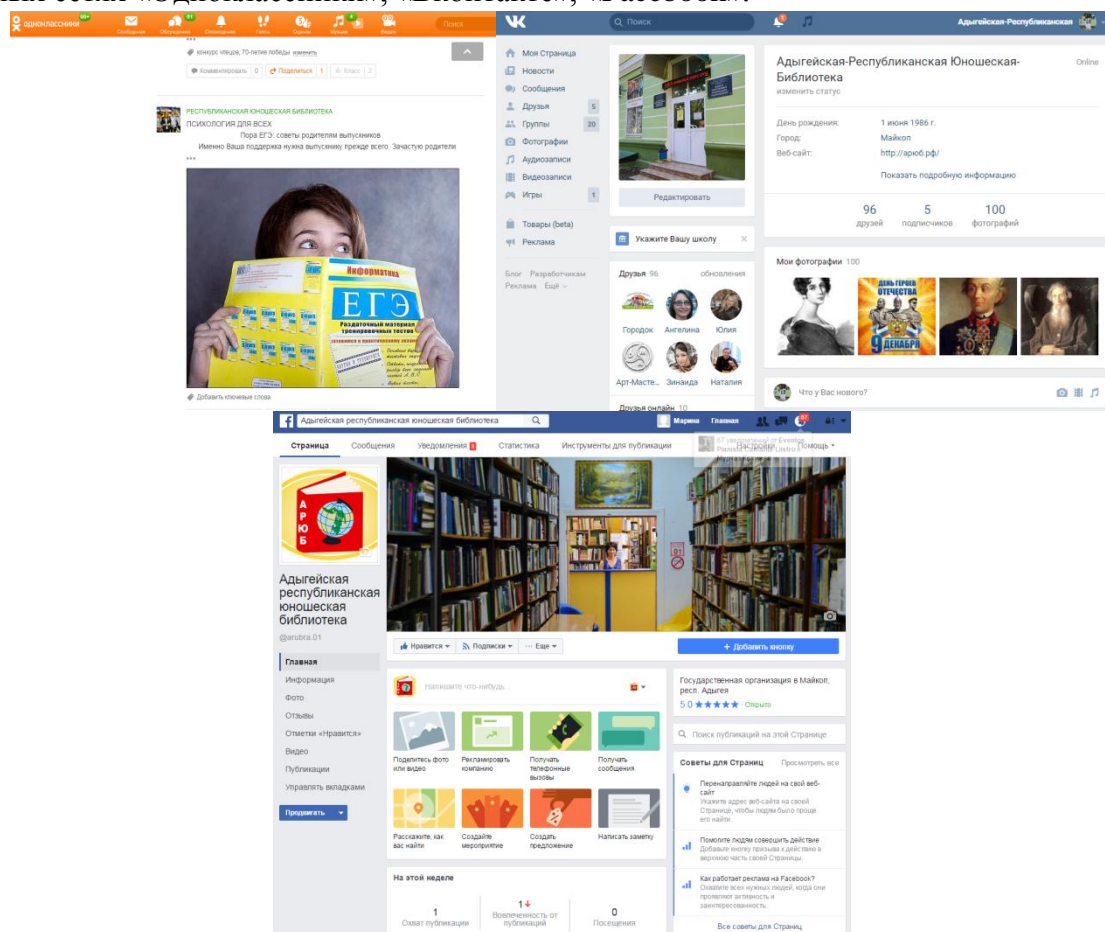 сетях «Одноклассники», «Вконтакте», «Facebook».
одноклассники
Сообщения Обсуждения Оповещения Гости Оценки Музыка Видео
Поиск
конкурс чтецов, 70-летие победы изменить
Комментировать 0 Поделиться 1 Класс 2
РЕСПУБЛИКАНСКАЯ ЮНОШЕСКАЯ БИБЛИОТЕКА
ПСИХОЛОГИЯ ДЛЯ ВСЕХ
Пора ЕГЭ: советы родителям выпускников
Именно Ваша поддержка нужна выпускнику прежде всего. Зачастую родители
Информатика
ЕГЭ
Раздаточный материал
тренировочных тестов
Добавить ключевые слова
Поиск
Адыгейская-Республиканская
Моя Страница
Новости
Сообщения
Друзья 5
Группы 20
Фотографии
Аудиозаписи
Видеозаписи
Игры 1
Товары (beta)
Реклама
Блог Разработчикам
Реклама Ещё
Редактировать
Укажите Вашу школу
Друзья 96 обновления
Городок Ангелина Юлия
Арт-Масте... Зинаида Наталия
Друзья онлайн 10
Адыгейская-Республиканская Юношеская-
Библиотека
Online
изменить статус
День рождения: 1 июня 1986 г.
Город: Майкоп
Веб-сайт: http://арюб.рф/
Показать подробную информацию
96 5 100
друзей подписчиков фотографий
Мои фотографии 100
ДЕНЬ ГЕРОЕВ
ОТЕЧЕСТВА
9 ДЕКАБРЯ
Что у Вас нового?
Адыгейская республиканская юношеская библиотека
Марина Главная
Страница Сообщения Уведомления Статистика Инструменты для публикации Настройки Помощь
АРЮБ
Адыгейская
республиканская
юношеская
библиотека
@arubra.01
Главная
Информация
Фото
Отзывы
Отметки «Нравится»
Видео
Публикации
Управлять вкладками
Продвигать
Нравится Подписки Еще
+ Добавить кнопку
Напишите что-нибудь...
Поделитесь фото
или видео
Рекламировать
компанию
Получать
телефонные
вызовы
Получать
сообщения
Расскажите, как
вас найти
Создайте
мероприятие
Создать
предложение
Написать заметку
На этой неделе
1
Охват публикации
1
Вовлеченность от
публикаций
0
Посещения
Государственная организация в Майкоп,
респ. Адыгея
5.0 ★★★★★ Открыто
Поиск публикаций на этой Странице
Советы для Страниц Просмотреть все
Перенаправляйте людей на свой веб-
сайт
Укажите адрес веб-сайта на своей
Странице, чтобы людям было проще
его найти.
Помогите людям совершить действие
Добавьте кнопку призыва к действию в
верхнюю часть своей Страницы.
Как работает реклама на Facebook?
Охватите всех нужных людей, когда они
проявляют активность и
заинтересованность.
Все советы для Страниц